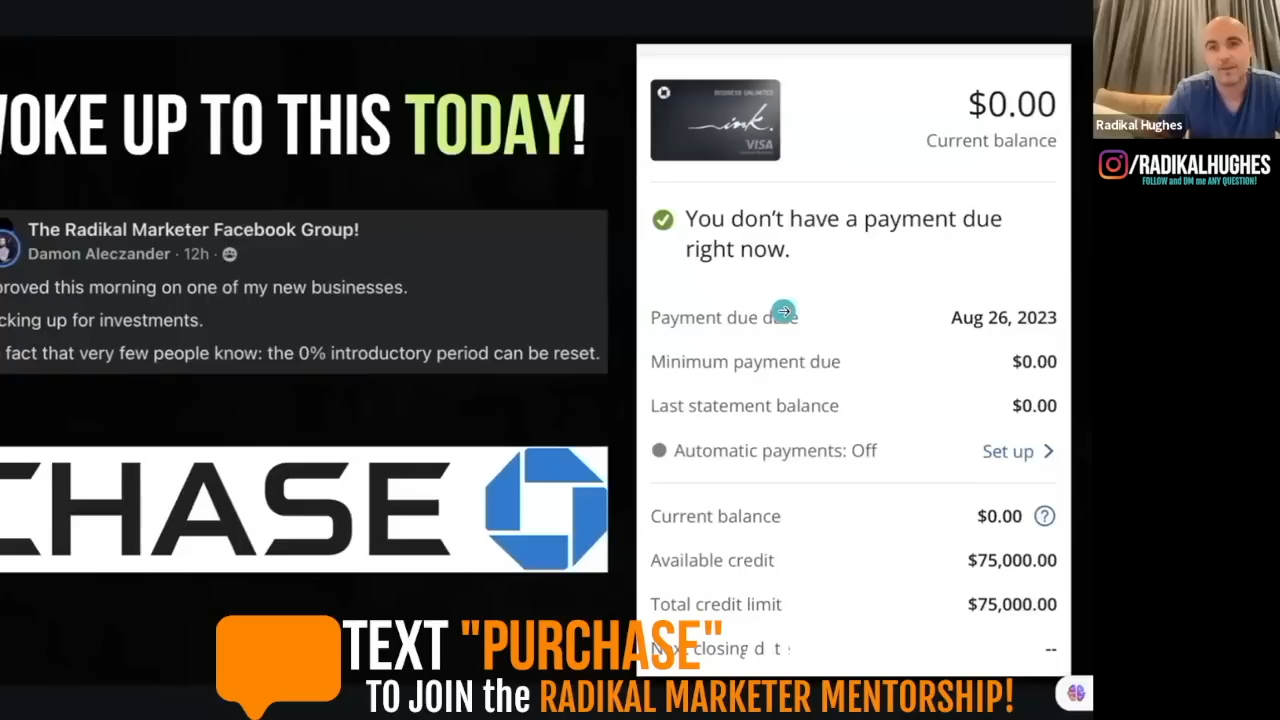 WOKE UP TO THIS TODAY!
The Radikal Marketer Facebook Group!
Damon Aleczander · 12h ·
proved this morning on one of my new businesses.
cking up for investments.
fact that very few people know: the 0% introductory period can be reset.
CHASE
BUSINESS UNLIMITED
ink.
VISA
$0.00
Current balance
You don't have a payment due
right now.
Payment due date Aug 26, 2023
Minimum payment due $0.00
Last statement balance $0.00
Automatic payments: Off Set up >
Current balance $0.00 ?
Available credit $75,000.00
Total credit limit $75,000.00
Next closing d t --
TEXT "PURCHASE"
TO JOIN the RADIKAL MARKETER MENTORSHIP!
Radikal Hughes
/RADIKALHUGHES
FOLLOW and DM me ANY QUESTION!